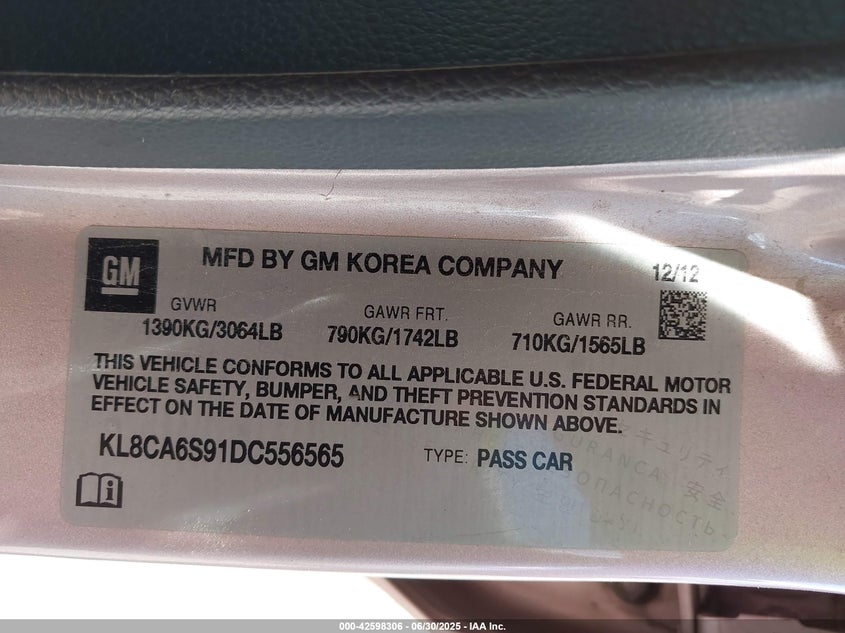 GM
MFD BY GM KOREA COMPANY
12/12
GVWR
1390KG/3064LB
GAWR FRT.
790KG/1742LB
GAWR RR.
710KG/1565LB
THIS VEHICLE CONFORMS TO ALL APPLICABLE U.S. FEDERAL MOTOR
VEHICLE SAFETY, BUMPER, AND THEFT PREVENTION STANDARDS IN
EFFECT ON THE DATE OF MANUFACTURE SHOWN ABOVE.
KL8CA6S91DC556565
TYPE: PASS CAR
安全
000-42598306 - 06/30/2025 - IAA Inc.